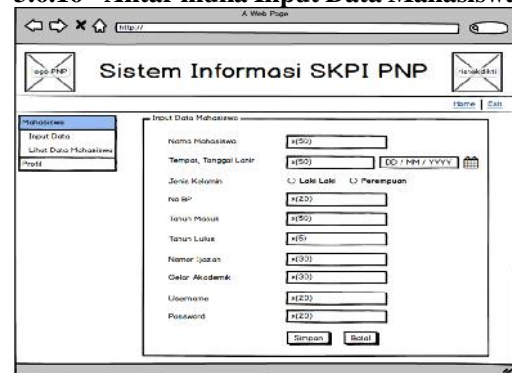 Antar muka Input Data Mahasiswa
A Web Page
http://
logo PNP
Sistem Informasi SKPI PNP
ristekdikti
Home | Exit
Mahasiswa
Input Data
Lihat Data Mahasiswa
Profil
Input Data Mahasiswa
Nama Mahasiswa x(50)
Tempat, Tanggal Lahir x(50) DD / MM / YYYY
Jenis Kelamin Laki Laki Perempuan
No BP x(20)
Tahun Masuk x(50)
Tahun Lulus x(5)
Nomor Ijazah x(30)
Gelar Akademik x(30)
Username x(20)
Password x(20)
Simpan Batal